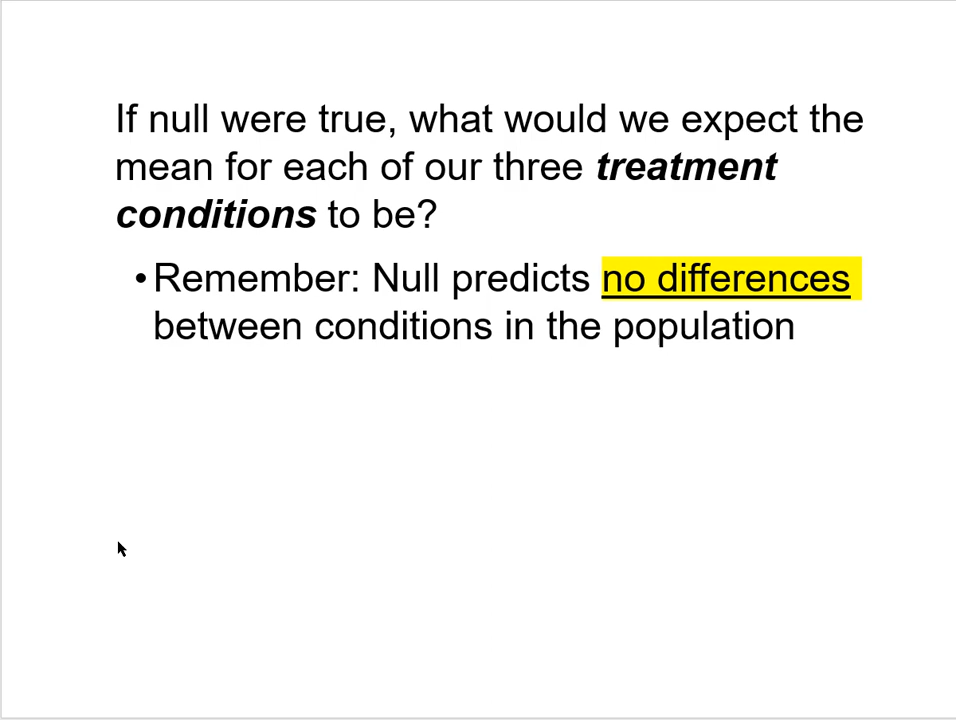 If null were true, what would we expect the
mean for each of our three treatment
conditions to be?
•Remember: Null predicts no differences
between conditions in the population